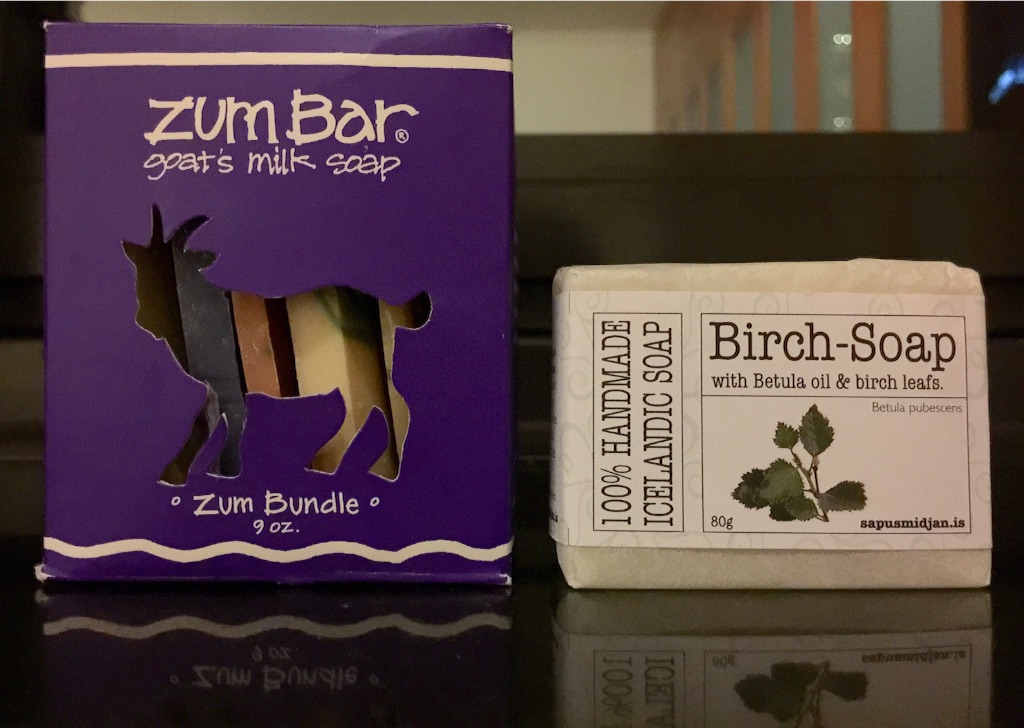 Zum Bar®
goat's milk soap
Zum Bundle
9 oz.
100% HANDMADE
ICELANDIC SOAP
Birch-Soap
with Betula oil & birch leafs.
Betula pubescens
80g
sapusmidjan.is